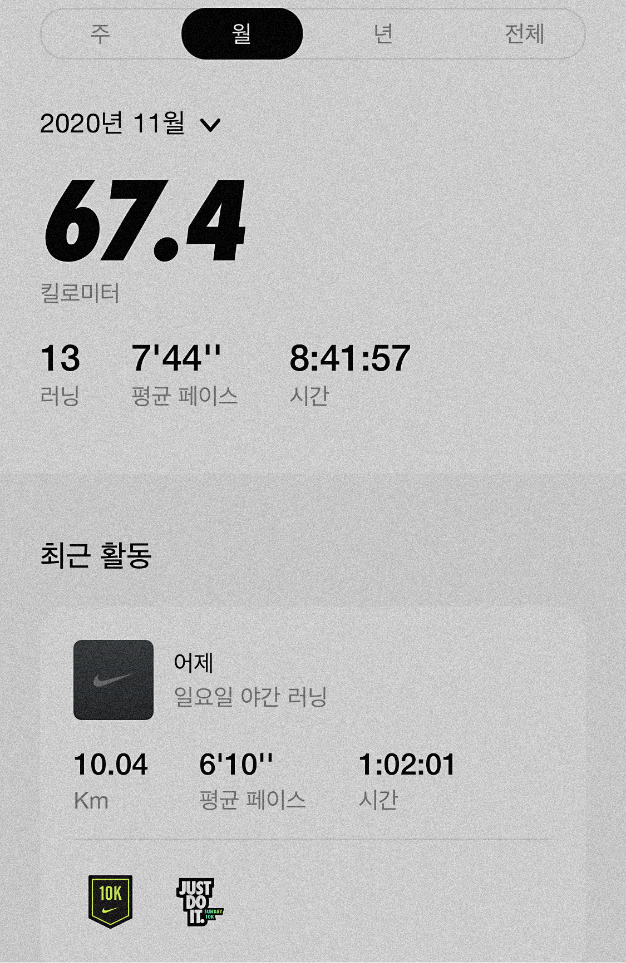 주 월 년 전체
2020년 11월
67.4
킬로미터
13 7'44'' 8:41:57
러닝 평균 페이스 시간
최근 활동
어제
일요일 야간 러닝
10.04 6'10'' 1:02:01
Km 평균 페이스 시간
10K
JUST
DO
IT.
SUNDAY
10K